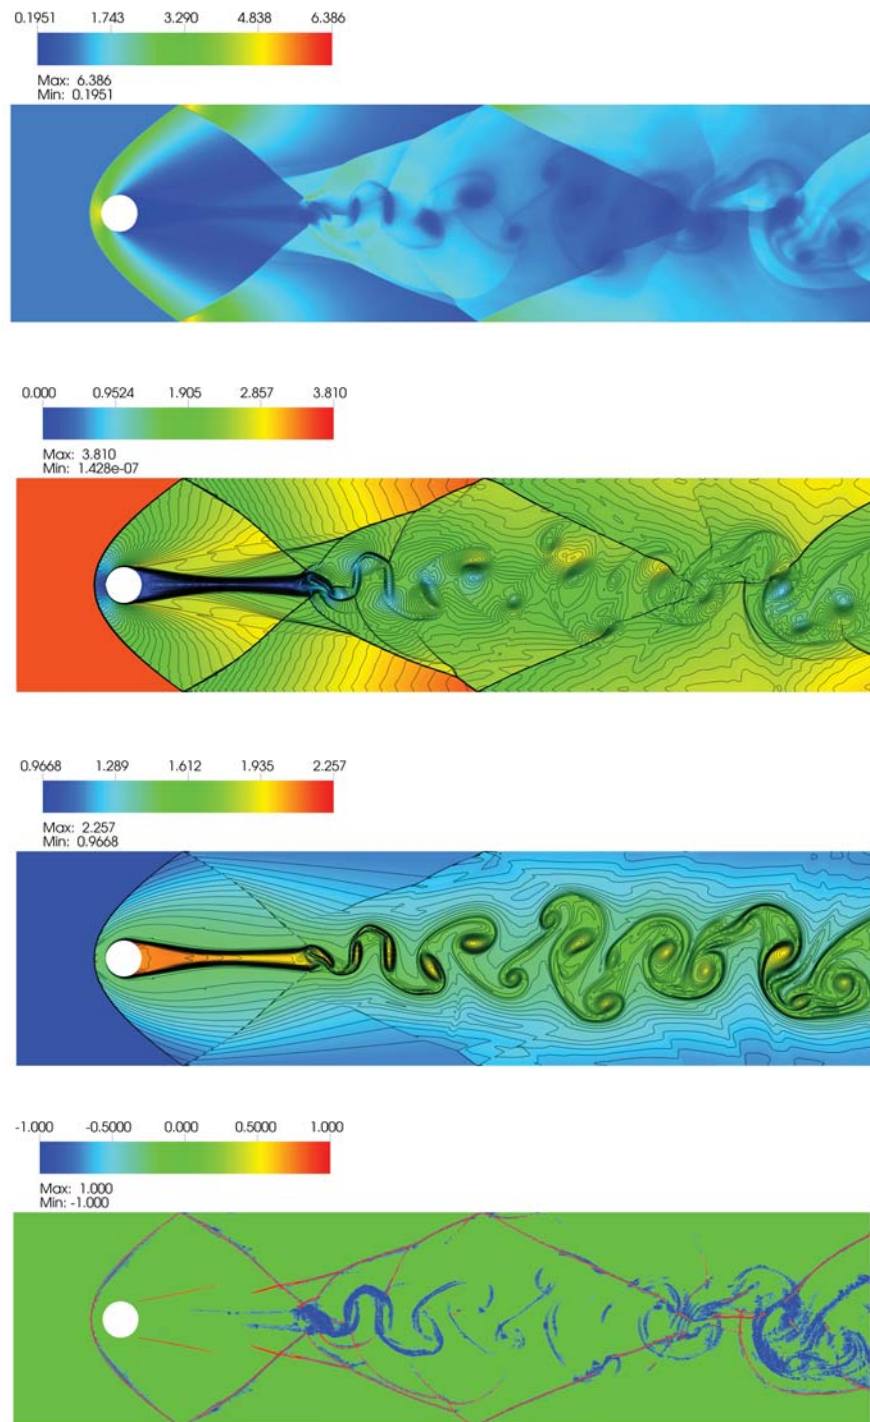 0.1951 1.743 3.290 4.838 6.386
Max: 6.386
Min: 0.1951
0.000 0.9524 1.905 2.857 3.810
Max: 3.810
Min: 1.428e-07
0.9668 1.289 1.612 1.935 2.257
Max: 2.257
Min: 0.9668
-1.000 -0.5000 0.000 0.5000 1.000
Max: 1.000
Min: -1.000